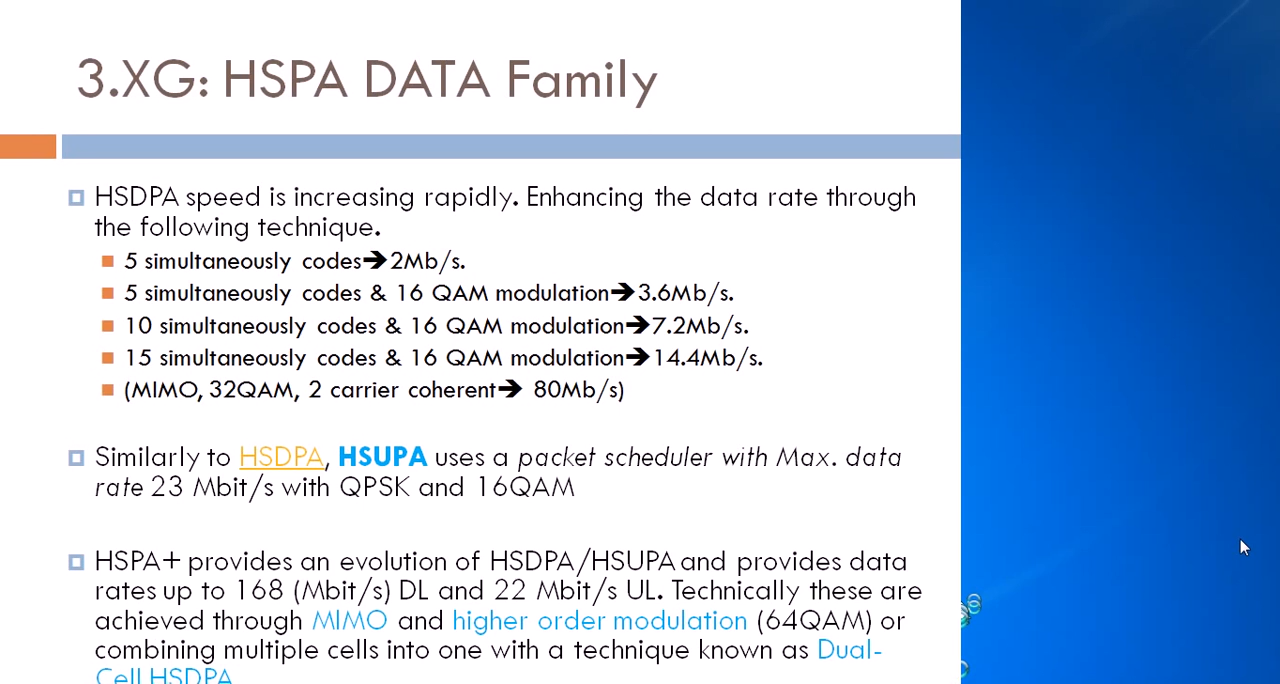 3.XG: HSPA DATA Family
HSDPA speed is increasing rapidly. Enhancing the data rate through
the following technique.
5 simultaneously codes➔2Mb/s.
5 simultaneously codes & 16 QAM modulation➔3.6Mb/s.
10 simultaneously codes & 16 QAM modulation➔7.2Mb/s.
15 simultaneously codes & 16 QAM modulation➔14.4Mb/s.
(MIMO, 32QAM, 2 carrier coherent➔ 80Mb/s)
Similarly to HSDPA, HSUPA uses a packet scheduler with Max. data
rate 23 Mbit/s with QPSK and 16QAM
HSPA+ provides an evolution of HSDPA/HSUPA and provides data
rates up to 168 (Mbit/s) DL and 22 Mbit/s UL. Technically these are
achieved through MIMO and higher order modulation (64QAM) or
combining multiple cells into one with a technique known as Dual-
Cell HSDPA